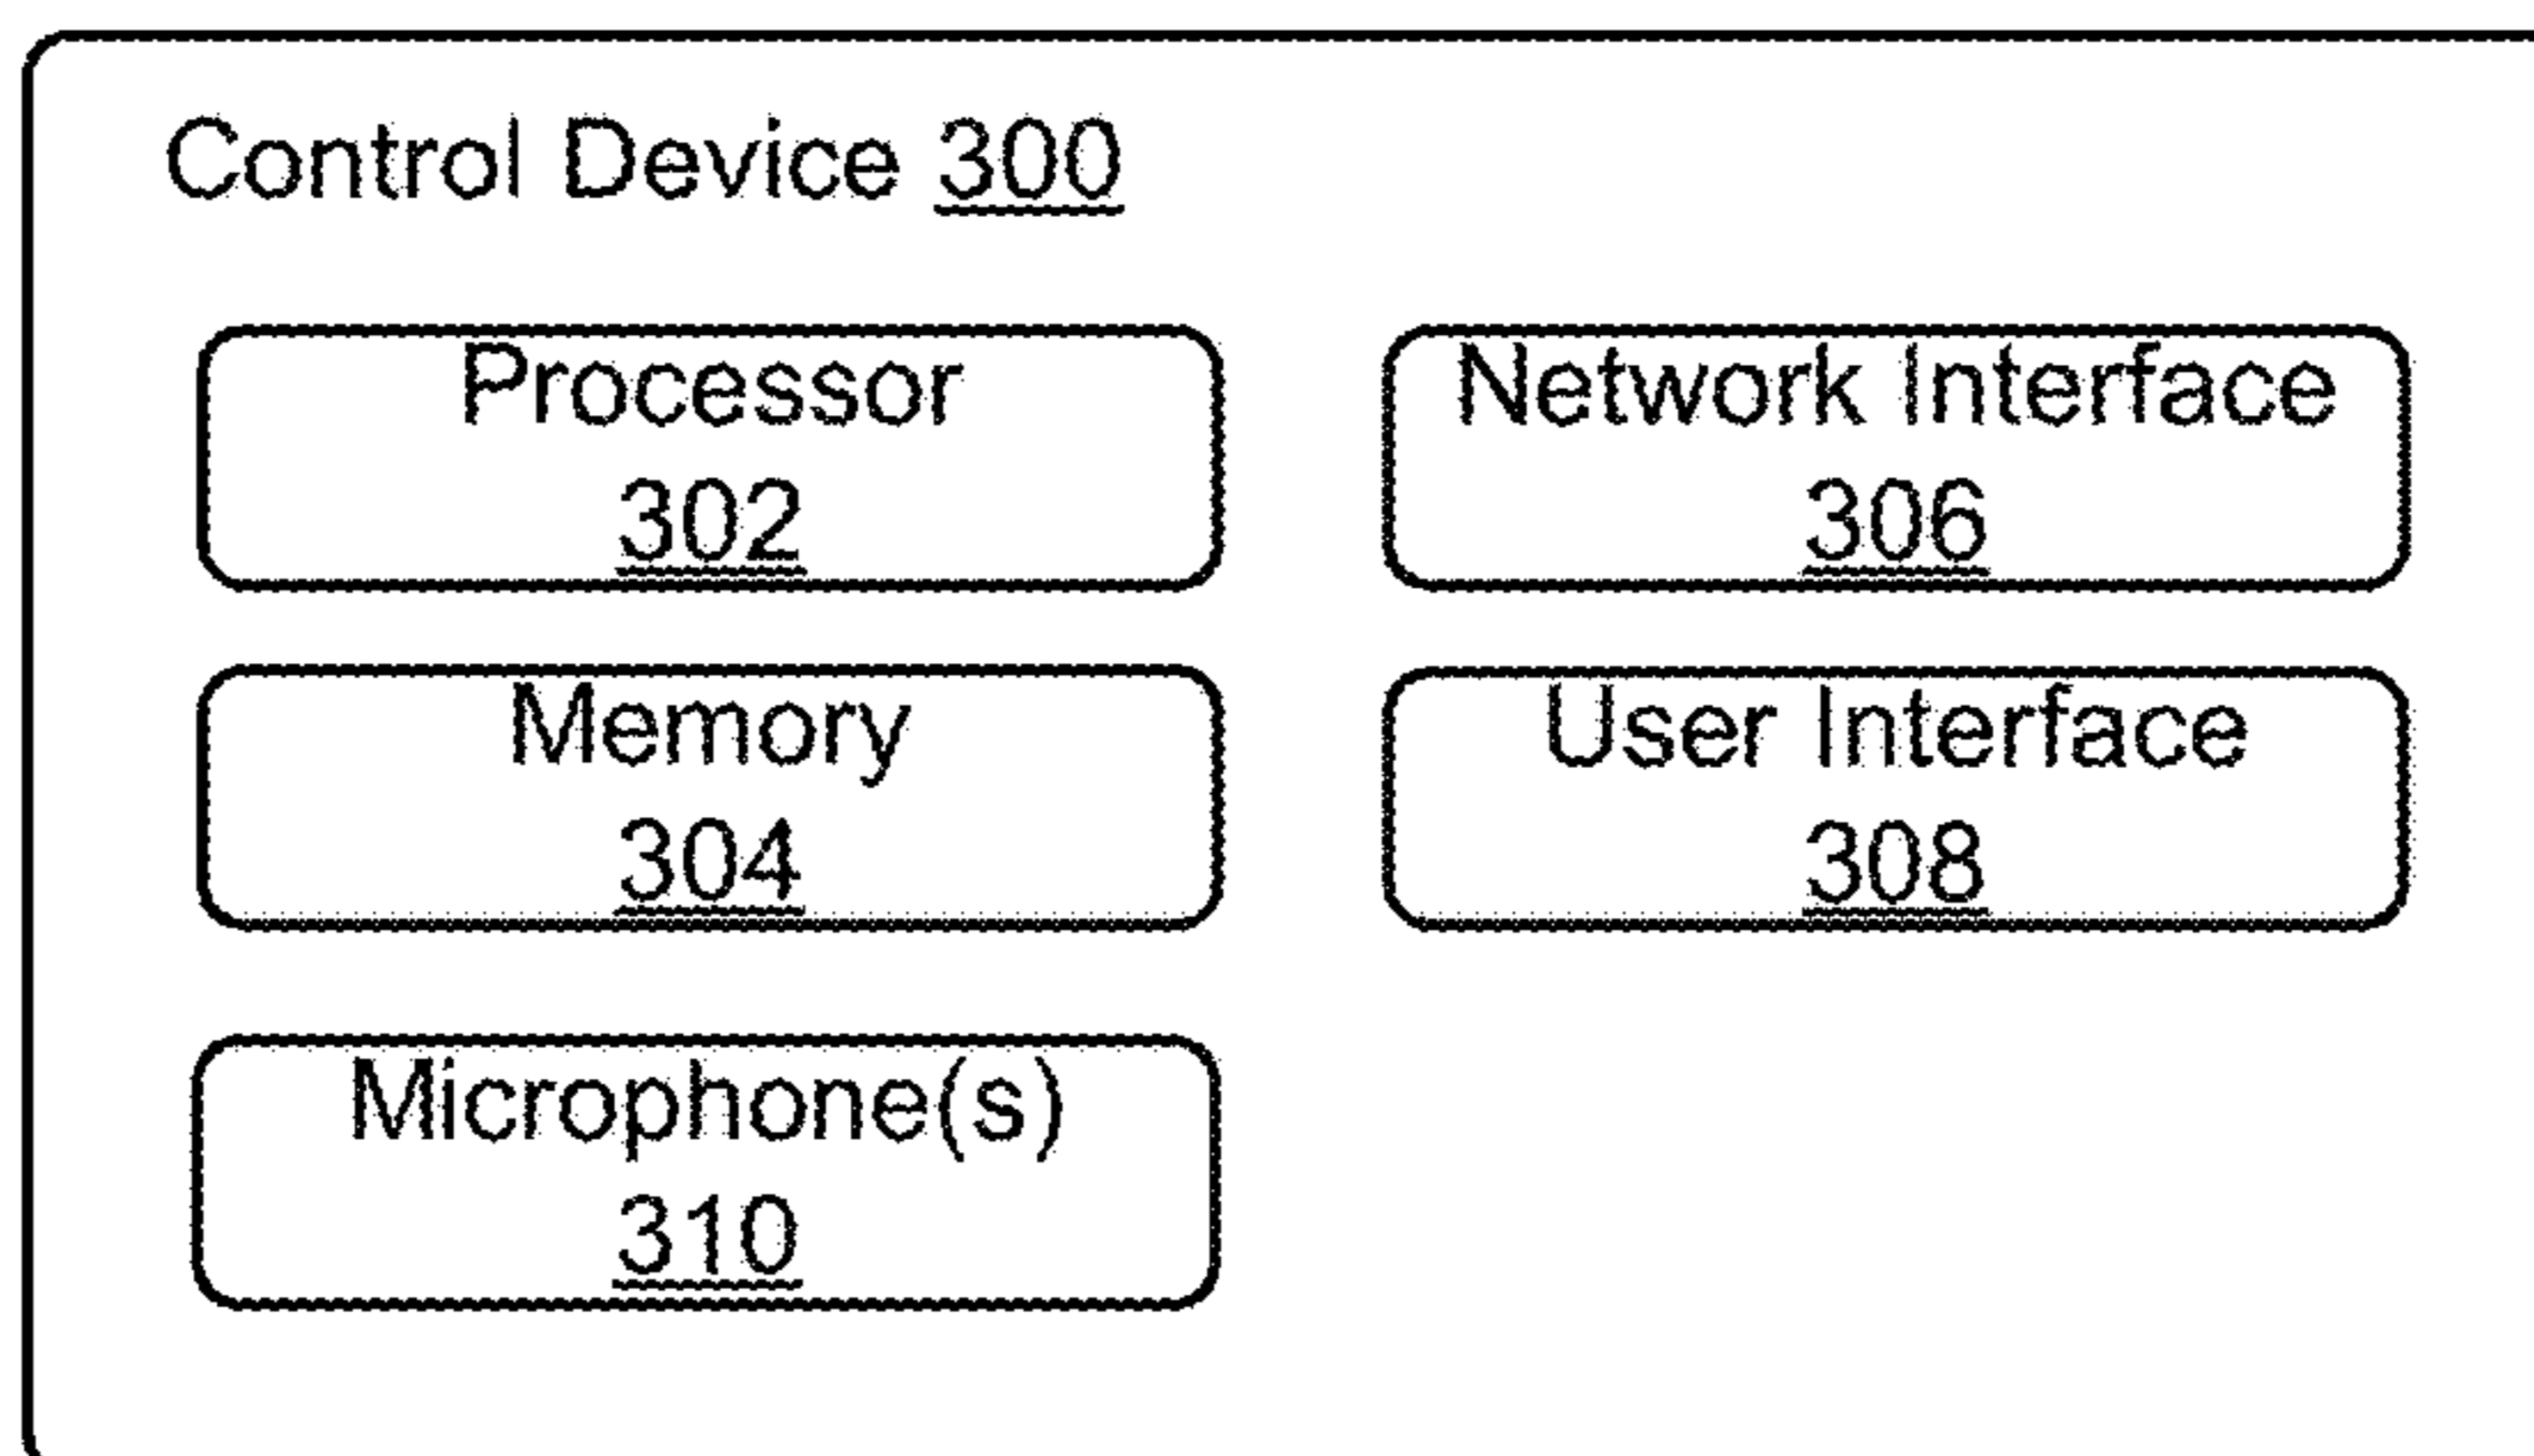 Control Device 300
Processor
302
Network Interface
306
Memory
304
User Interface
308
Microphone(s)
310